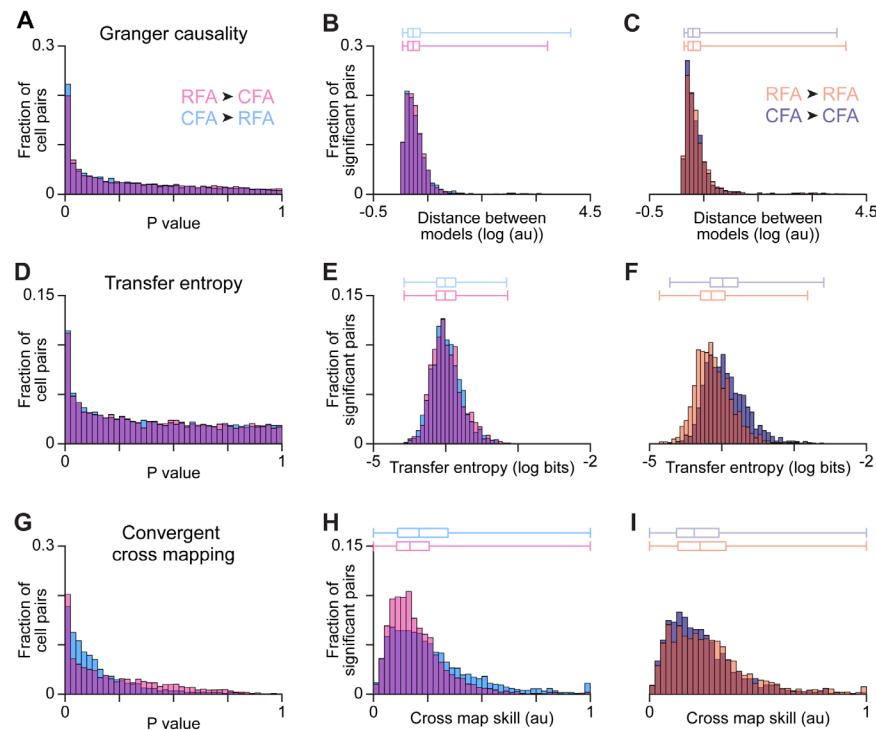 A
Granger causality
0.3
Fraction of
cell pairs
RFA ➤ CFA
CFA ➤ RFA
0
0
1
P value
B
0.3
Fraction of
significant pairs
0
-0.5
4.5
Distance between
models (log (au))
C
RFA ➤ RFA
CFA ➤ CFA
-0.5
4.5
Distance between
models (log (au))
D
Transfer entropy
0.15
Fraction of
cell pairs
0
0
1
P value
E
0.15
Fraction of
significant pairs
0
-5
-2
Transfer entropy (log bits)
F
-5
-2
Transfer entropy (log bits)
G
Convergent
cross mapping
0.3
Fraction of
cell pairs
0
0
1
P value
H
0.15
Fraction of
significant pairs
0
0
1
Cross map skill (au)
I
0
1
Cross map skill (au)